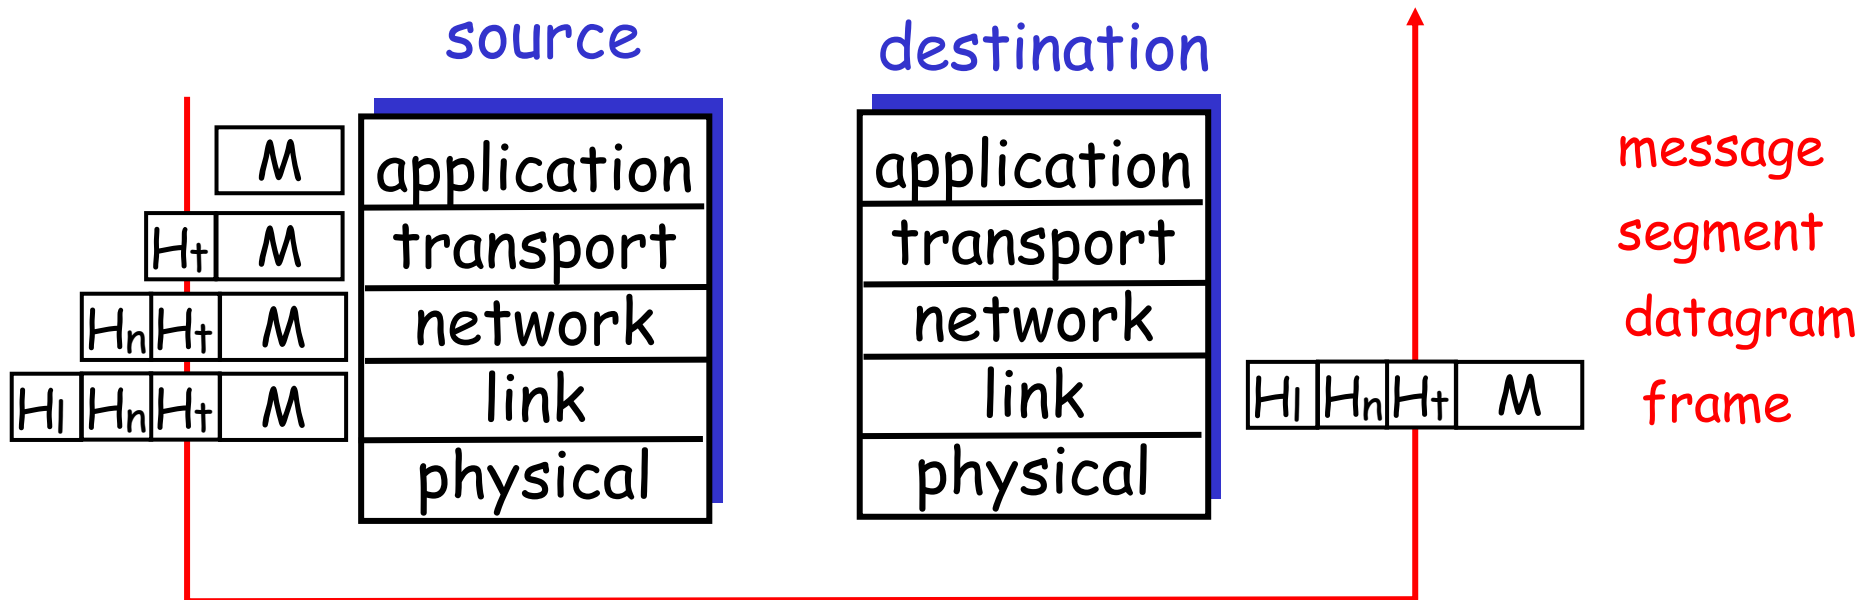 source
destination
M
application
application
message
Ht M
transport
transport
segment
Hn Ht M
network
network
datagram
Hl Hn Ht M
link
link
Hl Hn Ht M
frame
physical
physical